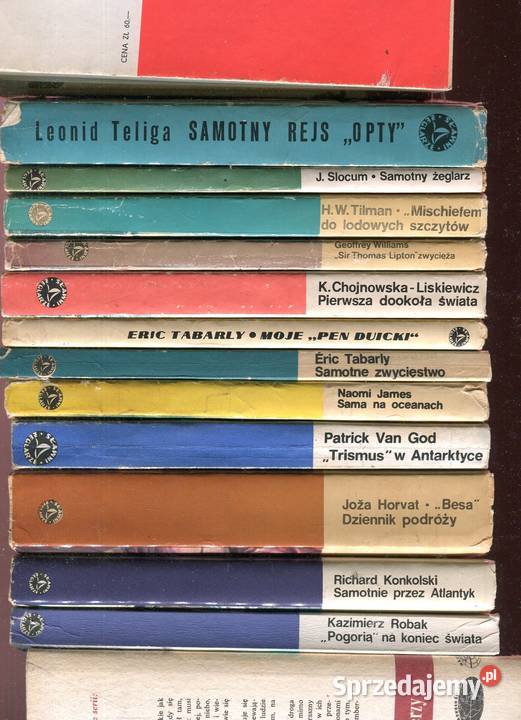 CENA ZŁ 60,—
Leonid Teliga SAMOTNY REJS „OPTY"
J. Slocum • Samotny żeglarz
H.W. Tilman • „Mischiefem
do lodowych szczytów
Geoffrey Williams
„Sir Thomas Lipton" zwycięża
K. Chojnowska-Liskiewicz
Pierwsza dookoła świata
ERIC TABARLY • MOJE „PEN DUICKI"
Éric Tabarly
Samotne zwycięstwo
Naomi James
Sama na oceanach
Patrick Van God
„Trismus" w Antarktyce
Joža Horvat • „Besa"
Dziennik podróży
Richard Konkolski
Samotnie przez Atlantyk
Kazimierz Robak
„Pogorią" na koniec świata
Sprzedajemy.pl